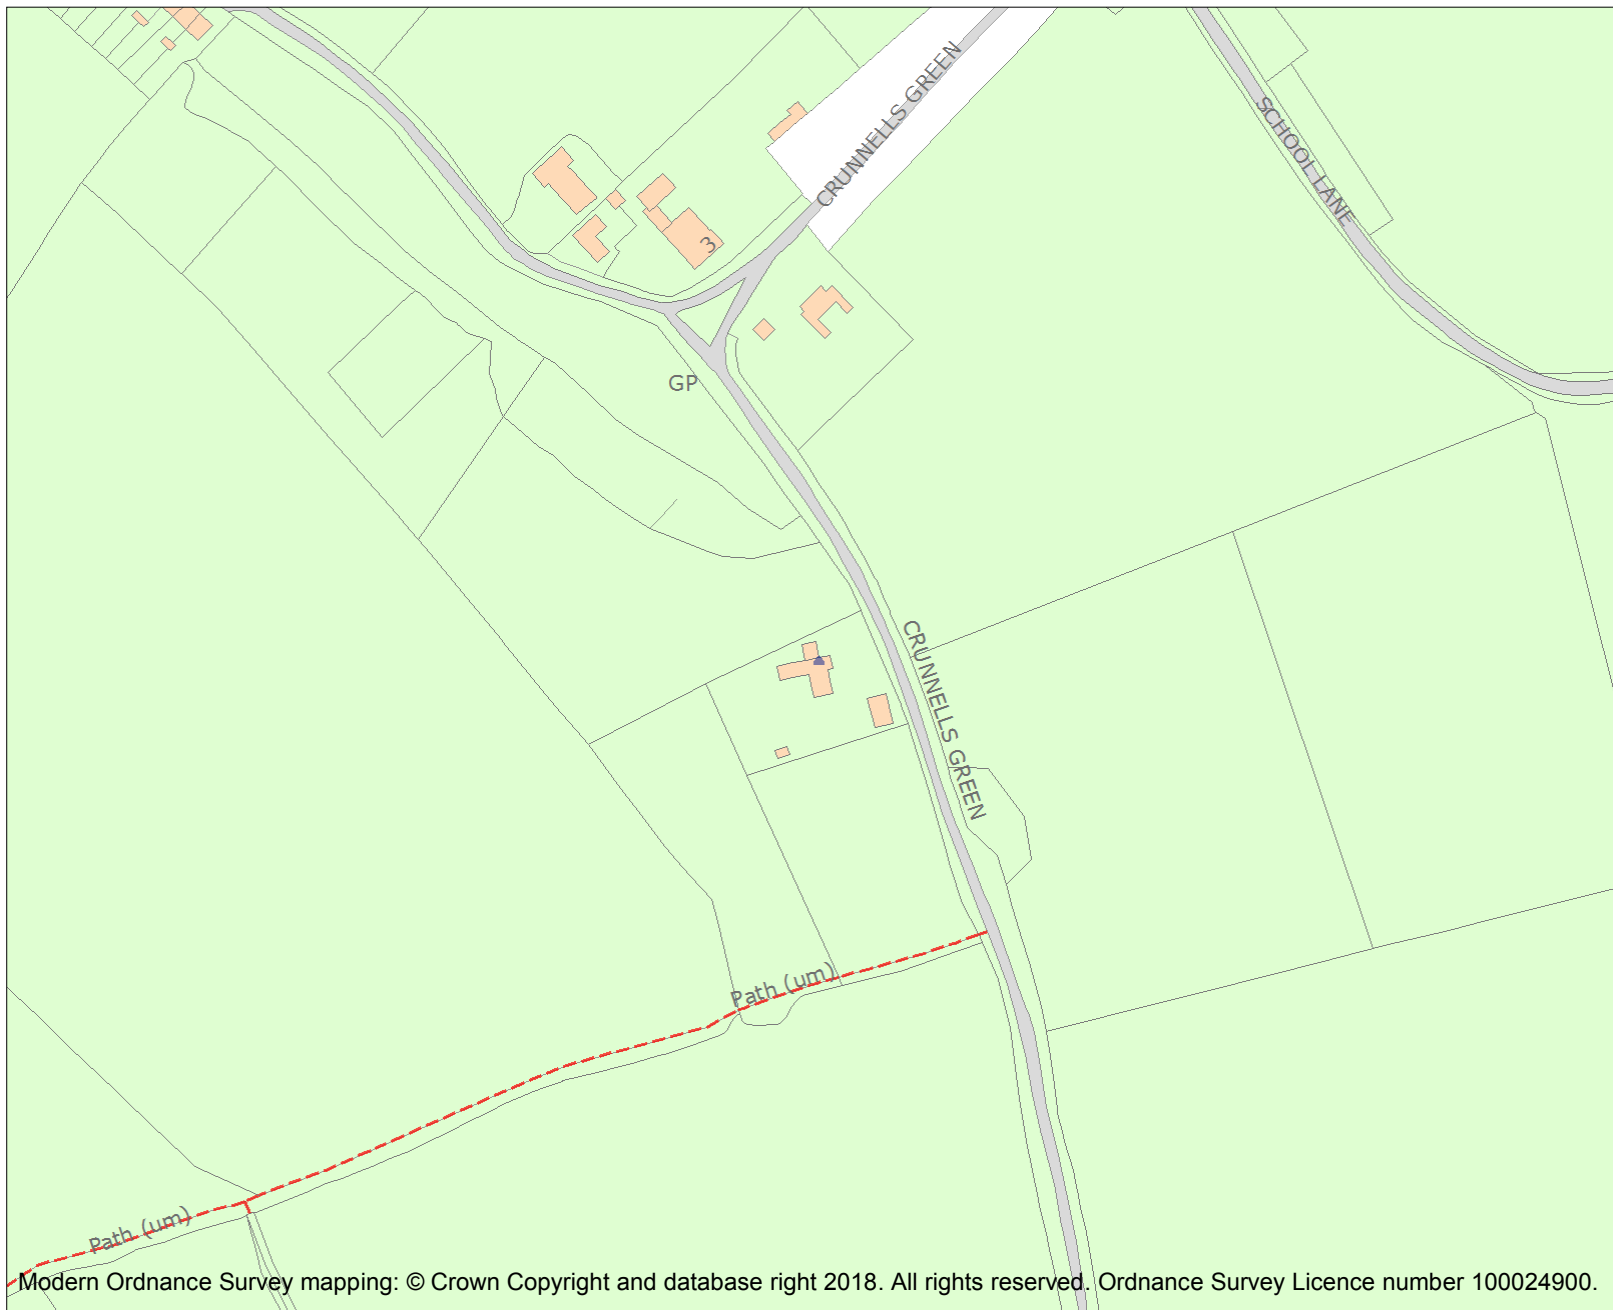 CRUNNELLS GREEN
SCHOOL LANE
3
GP
CRUNNELLS GREEN
Path (um)
Path (um)
Modern Ordnance Survey mapping: © Crown Copyright and database right 2018. All rights reserved. Ordnance Survey Licence number 100024900.